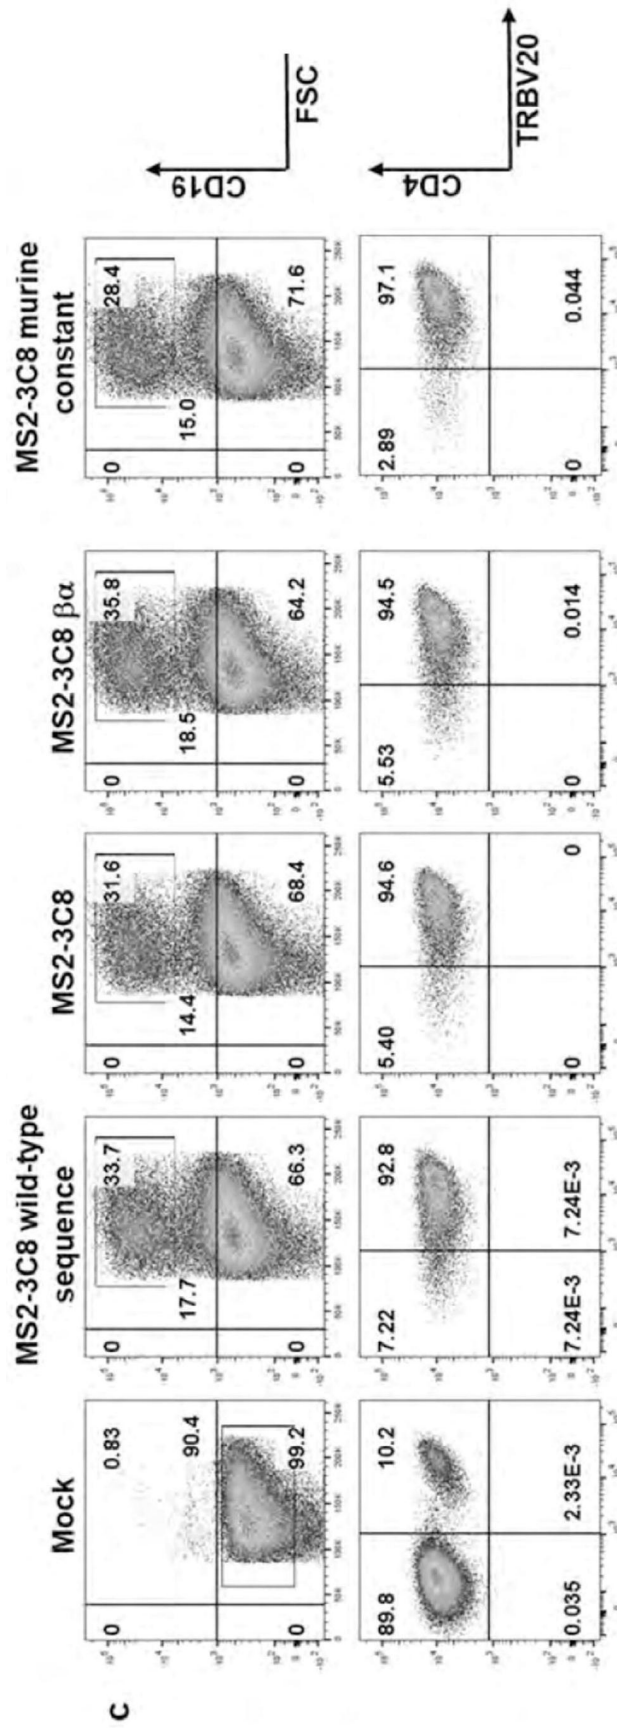 C
Mock
MS2-3C8 wild-type
sequence
MS2-3C8
MS2-3C8 βα
MS2-3C8 murine
constant
0
0.83
90.4
0
99.2
0
33.7
17.7
0
66.3
0
31.6
14.4
0
68.4
0
35.8
18.5
0
64.2
0
28.4
15.0
0
71.6
CD19
FSC
89.8
10.2
0.035
2.33E-3
7.22
92.8
7.24E-3
7.24E-3
5.40
94.6
0
0
5.53
94.5
0
0.014
2.89
97.1
0
0.044
CD4
TRBV20